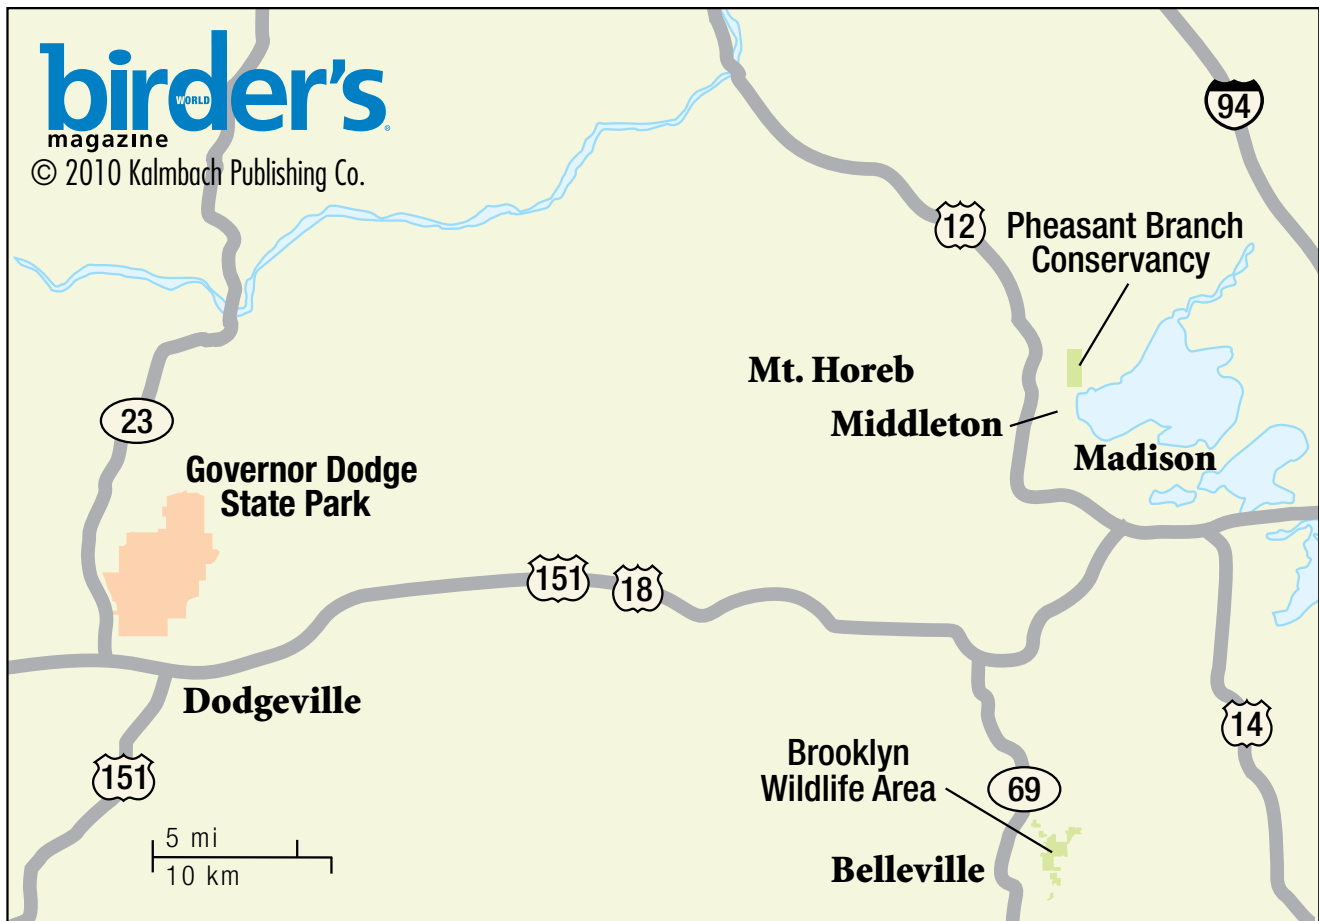 birder's
WORLD
magazine
© 2010 Kalmbach Publishing Co.
94
12
Pheasant Branch
Conservancy
Mt. Horeb
Middleton
Madison
23
Governor Dodge
State Park
151
18
Dodgeville
151
14
Brooklyn
Wildlife Area
69
Belleville
5 mi
10 km